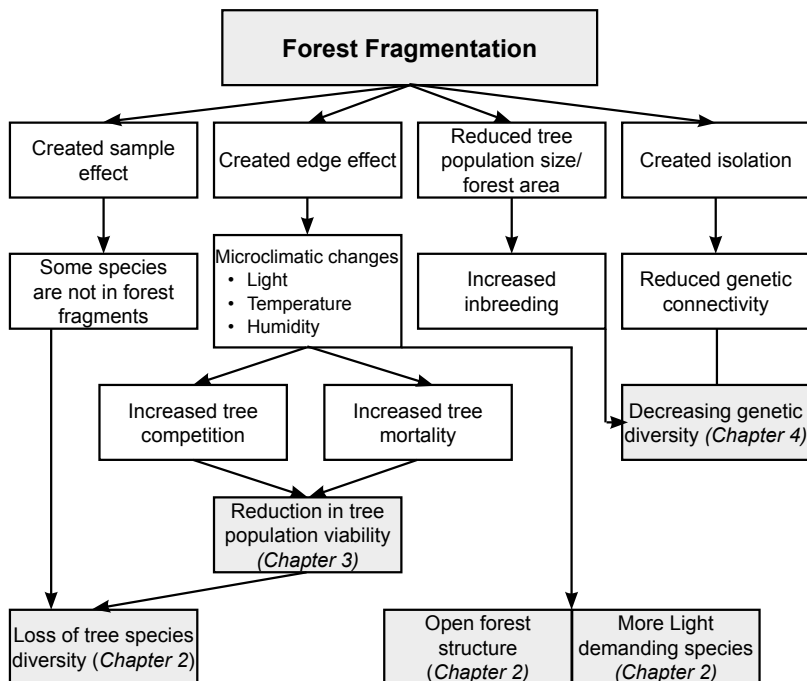 Forest Fragmentation
Created sample
effect
Created edge effect
Reduced tree
population size/
forest area
Created isolation
Some species
are not in forest
fragments
Microclimatic changes
• Light
• Temperature
• Humidity
Increased
inbreeding
Reduced genetic
connectivity
Increased tree
competition
Increased tree
mortality
Decreasing genetic
diversity (Chapter 4)
Reduction in tree
population viability
(Chapter 3)
Loss of tree species
diversity (Chapter 2)
Open forest
structure
(Chapter 2)
More Light
demanding species
(Chapter 2)